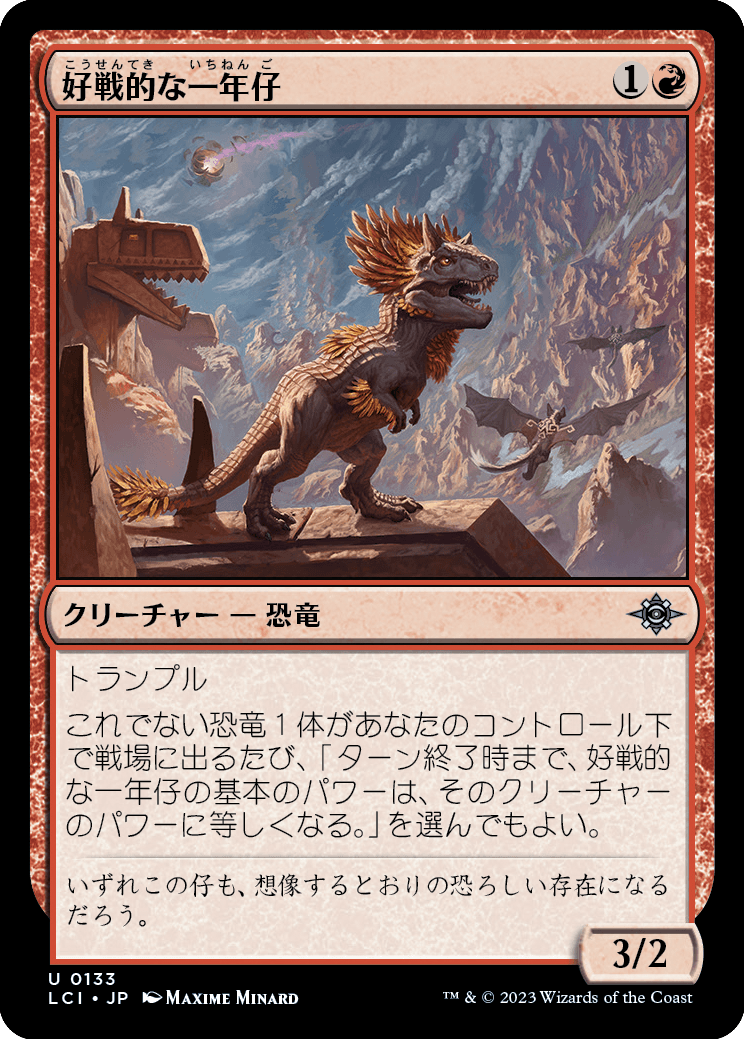 こうせんてき いちねん ご
好戦的な一年仔
1
クリーチャー — 恐竜
トランプル
これでない恐竜1体があなたのコントロール下
で戦場に出るたび、「ターン終了時まで、好戦的
な一年仔の基本のパワーは、そのクリーチャー
のパワーに等しくなる。」を選んでもよい。
いずれこの仔も、想像するとおりの恐ろしい存在になる
だろう。
3/2
U 0133
LCI • JP Maxime Minard
™ & © 2023 Wizards of the Coast